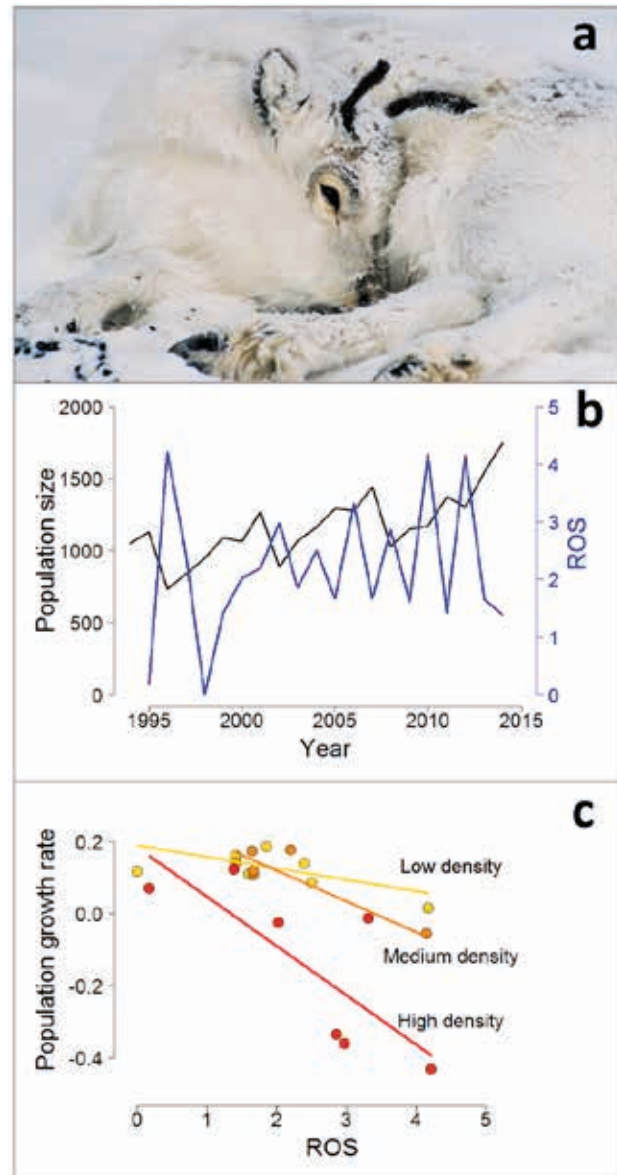 a
b
2000
1500
1000
500
0
Population size
5
4
3
2
1
0
ROS
1995 2000 2005 2010 2015
Year
c
0.2
0.0
-0.2
-0.4
Population growth rate
Low density
Medium density
High density
0 1 2 3 4 5
ROS